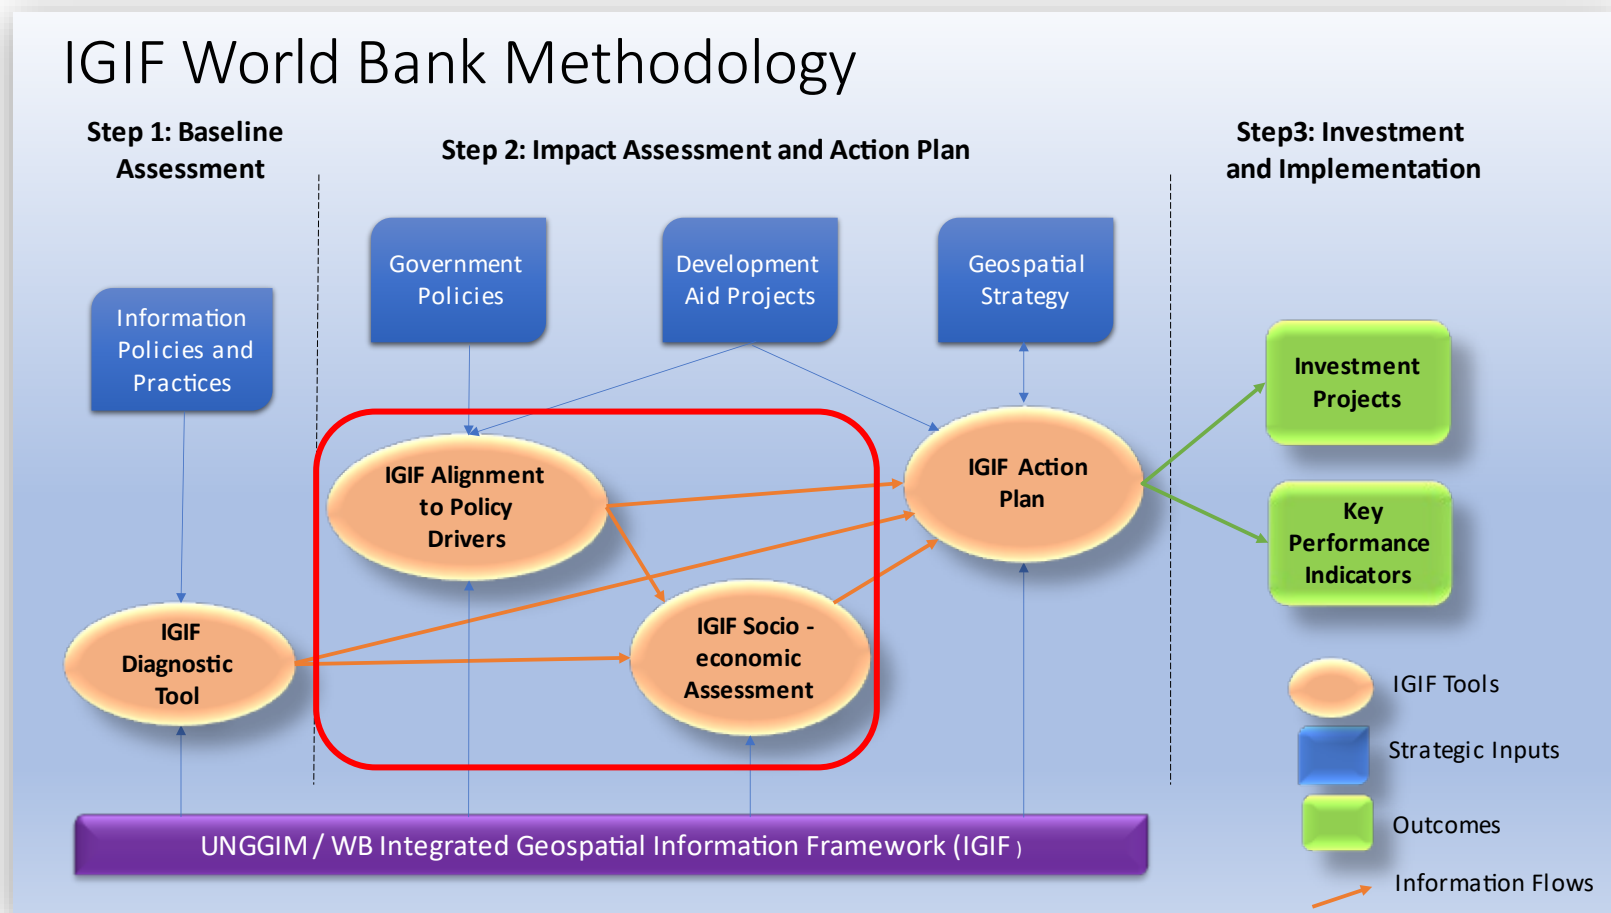 IGIF World Bank Methodology
Step 1: Baseline
Assessment
Step 2: Impact Assessment and Action Plan
Step3: Investment
and Implementation
Information
Policies and
Practices
Government
Policies
Development
Aid Projects
Geospatial
Strategy
Investment
Projects
Key
Performance
Indicators
IGIF Alignment
to Policy
Drivers
IGIF Action
Plan
IGIF
Diagnostic
Tool
IGIF Socio -
economic
Assessment
UNGGIM / WB Integrated Geospatial Information Framework (IGIF )
IGIF Tools
Strategic Inputs
Outcomes
Information Flows